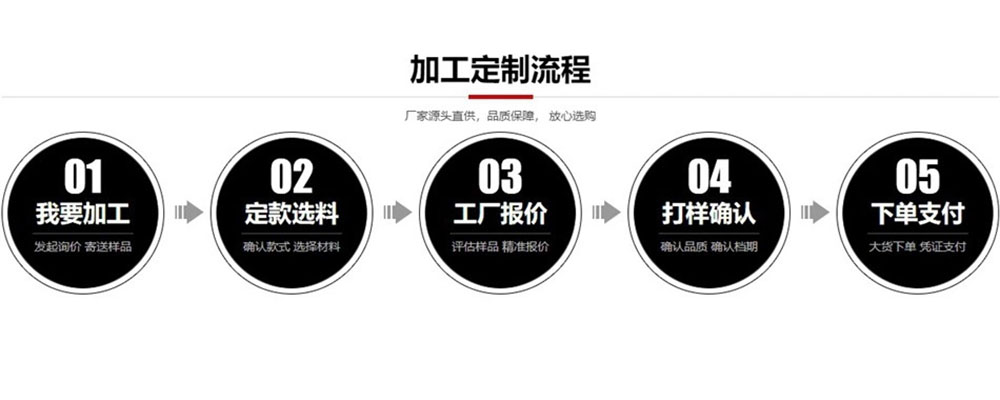 加工定制流程
厂家源头直供，品质保障， 放心选购
01
我要加工
发起询价 寄送样品
02
定款选料
确认款式 选择材料
03
工厂报价
评估样品 精准报价
04
打样确认
确认品质 确认档期
05
下单支付
大货下单 凭证支付